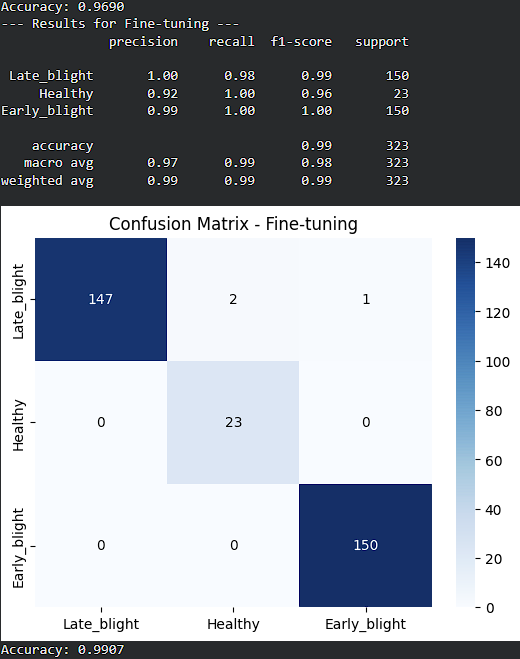 Accuracy: 0.9690
--- Results for Fine-tuning ---
precision recall f1-score support
Late_blight 1.00 0.98 0.99 150
Healthy 0.92 1.00 0.96 23
Early_blight 0.99 1.00 1.00 150
accuracy 0.99 323
macro avg 0.97 0.99 0.98 323
weighted avg 0.99 0.99 0.99 323
Confusion Matrix - Fine-tuning
Late_blight 147 2 1
Healthy 0 23 0
Early_blight 0 0 150
Late_blight Healthy Early_blight
140
120
100
80
60
40
20
0
Accuracy: 0.9907